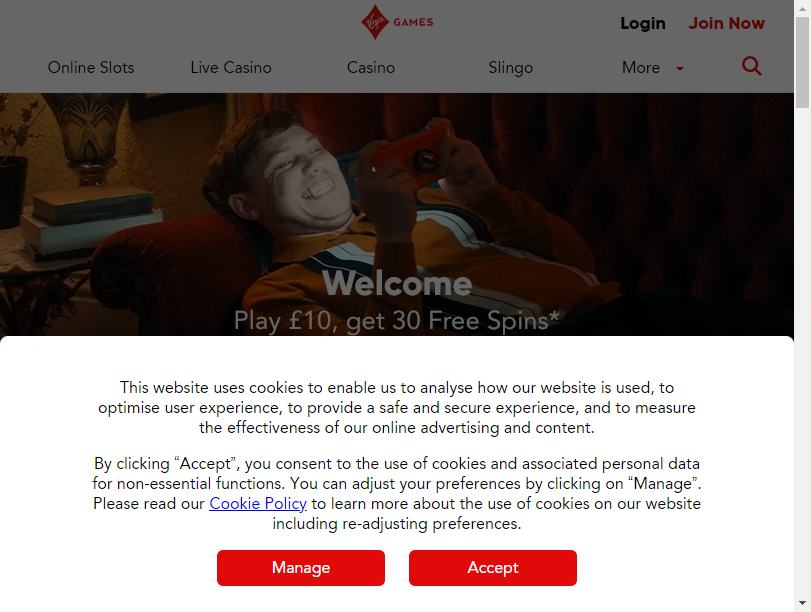 Virgin GAMES
Login Join Now
Online Slots Live Casino Casino Slingo More
Welcome
Play £10, get 30 Free Spins*
This website uses cookies to enable us to analyse how our website is used, to
optimise user experience, to provide a safe and secure experience, and to measure
the effectiveness of our online advertising and content.
By clicking “Accept”, you consent to the use of cookies and associated personal data
for non-essential functions. You can adjust your preferences by clicking on “Manage”.
Please read our Cookie Policy to learn more about the use of cookies on our website
including re-adjusting preferences.
Manage Accept